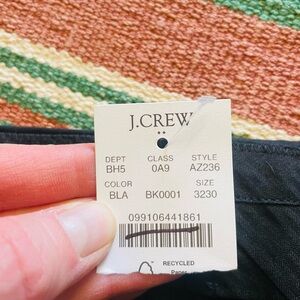 J.CREW
DEPT CLASS STYLE
BH5 0A9 AZ236
COLOR SIZE
BLA BK0001 3230
099106441861
RECYCLED
Paper